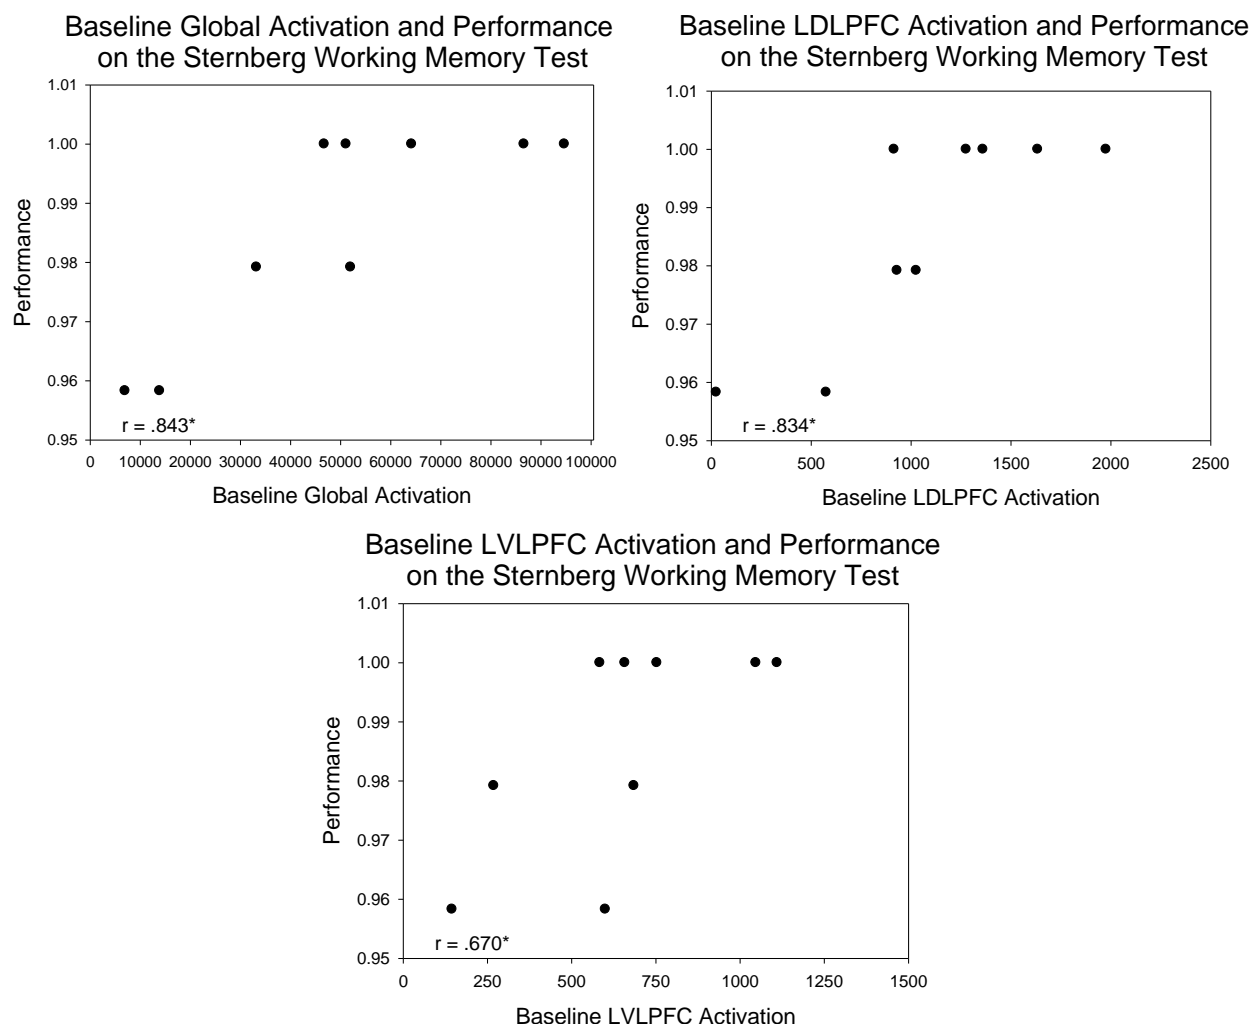 Baseline Global Activation and Performance
on the Sternberg Working Memory Test
1.01
1.00
0.99
0.98
0.97
0.96
0.95
Performance
r = .843*
0 10000 20000 30000 40000 50000 60000 70000 80000 90000 100000
Baseline Global Activation
Baseline LDLPFC Activation and Performance
on the Sternberg Working Memory Test
1.01
1.00
0.99
0.98
0.97
0.96
0.95
Performance
r = .834*
0 500 1000 1500 2000 2500
Baseline LDLPFC Activation
Baseline LVLPFC Activation and Performance
on the Sternberg Working Memory Test
1.01
1.00
0.99
0.98
0.97
0.96
0.95
Performance
r = .670*
0 250 500 750 1000 1250 1500
Baseline LVLPFC Activation